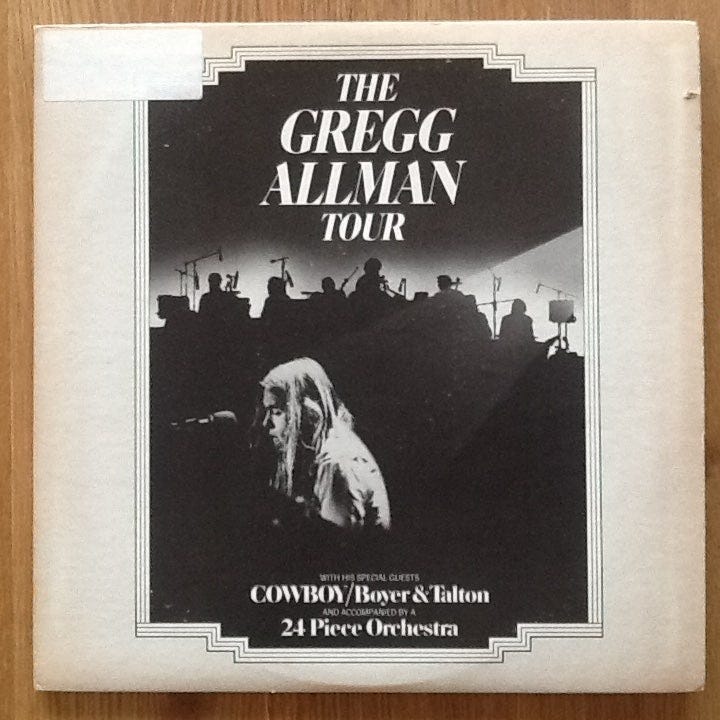 THE
GREGG
ALLMAN
TOUR
WITH HIS SPECIAL GUESTS
COWBOY/Boyer & Talton
AND ACCOMPANIED BY A
24 Piece Orchestra